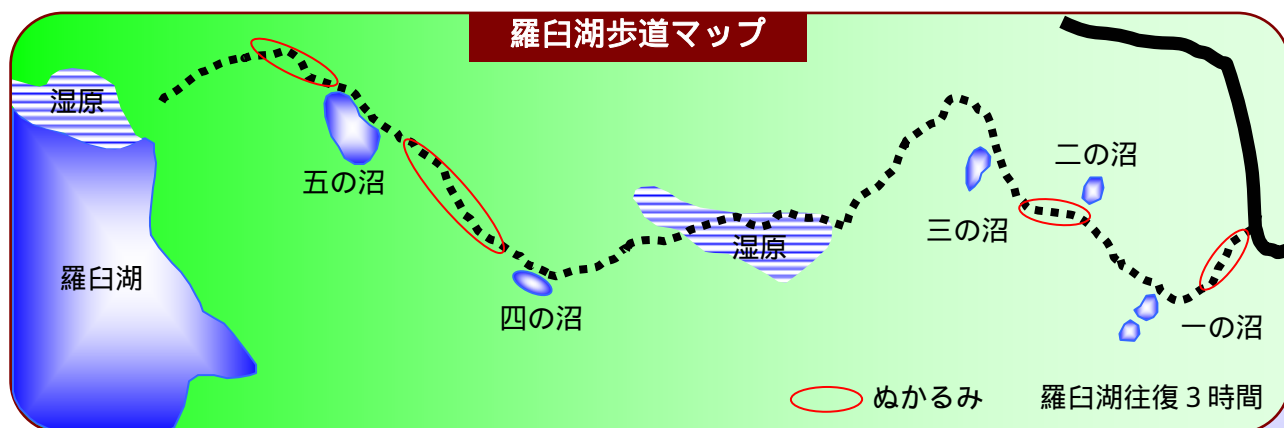 羅臼湖歩道マップ
湿原
五の沼
二の沼
三の沼
湿原
羅臼湖
四の沼
一の沼
ぬかるみ 羅臼湖往復3時間